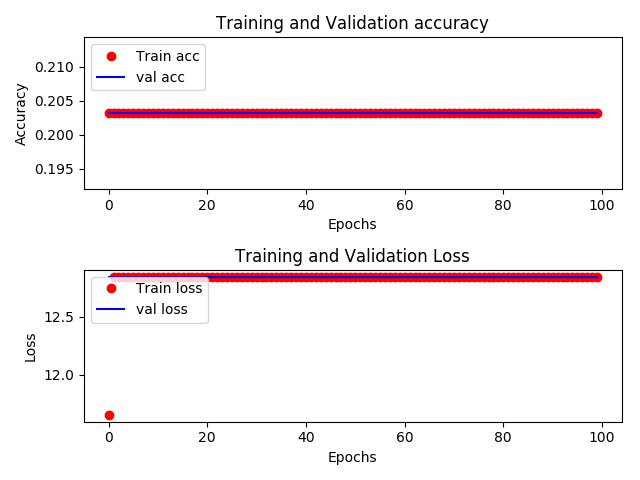 Training and Validation accuracy
Train acc
val acc
0.210
0.205
0.200
0.195
Accuracy
0 20 40 60 80 100
Epochs
Training and Validation Loss
Train loss
val loss
12.5
12.0
Loss
0 20 40 60 80 100
Epochs